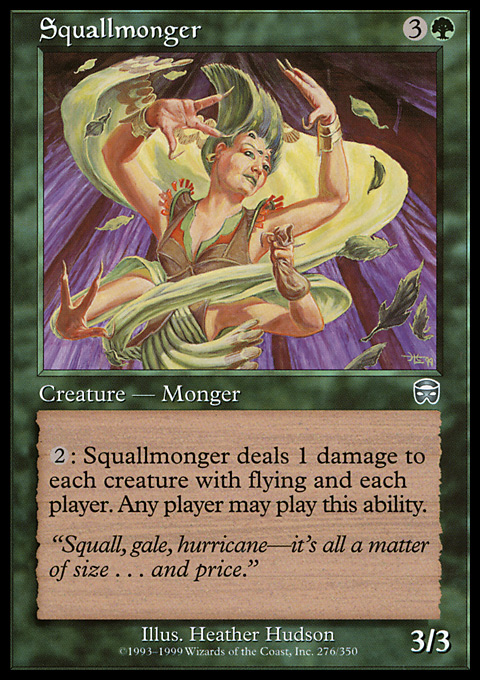 Squallmonger 3
Creature — Monger
2: Squallmonger deals 1 damage to
each creature with flying and each
player. Any player may play this ability.
“Squall, gale, hurricane—it’s all a matter
of size . . . and price.”
Illus. Heather Hudson
3/3
©1993–1999 Wizards of the Coast, Inc. 276/350